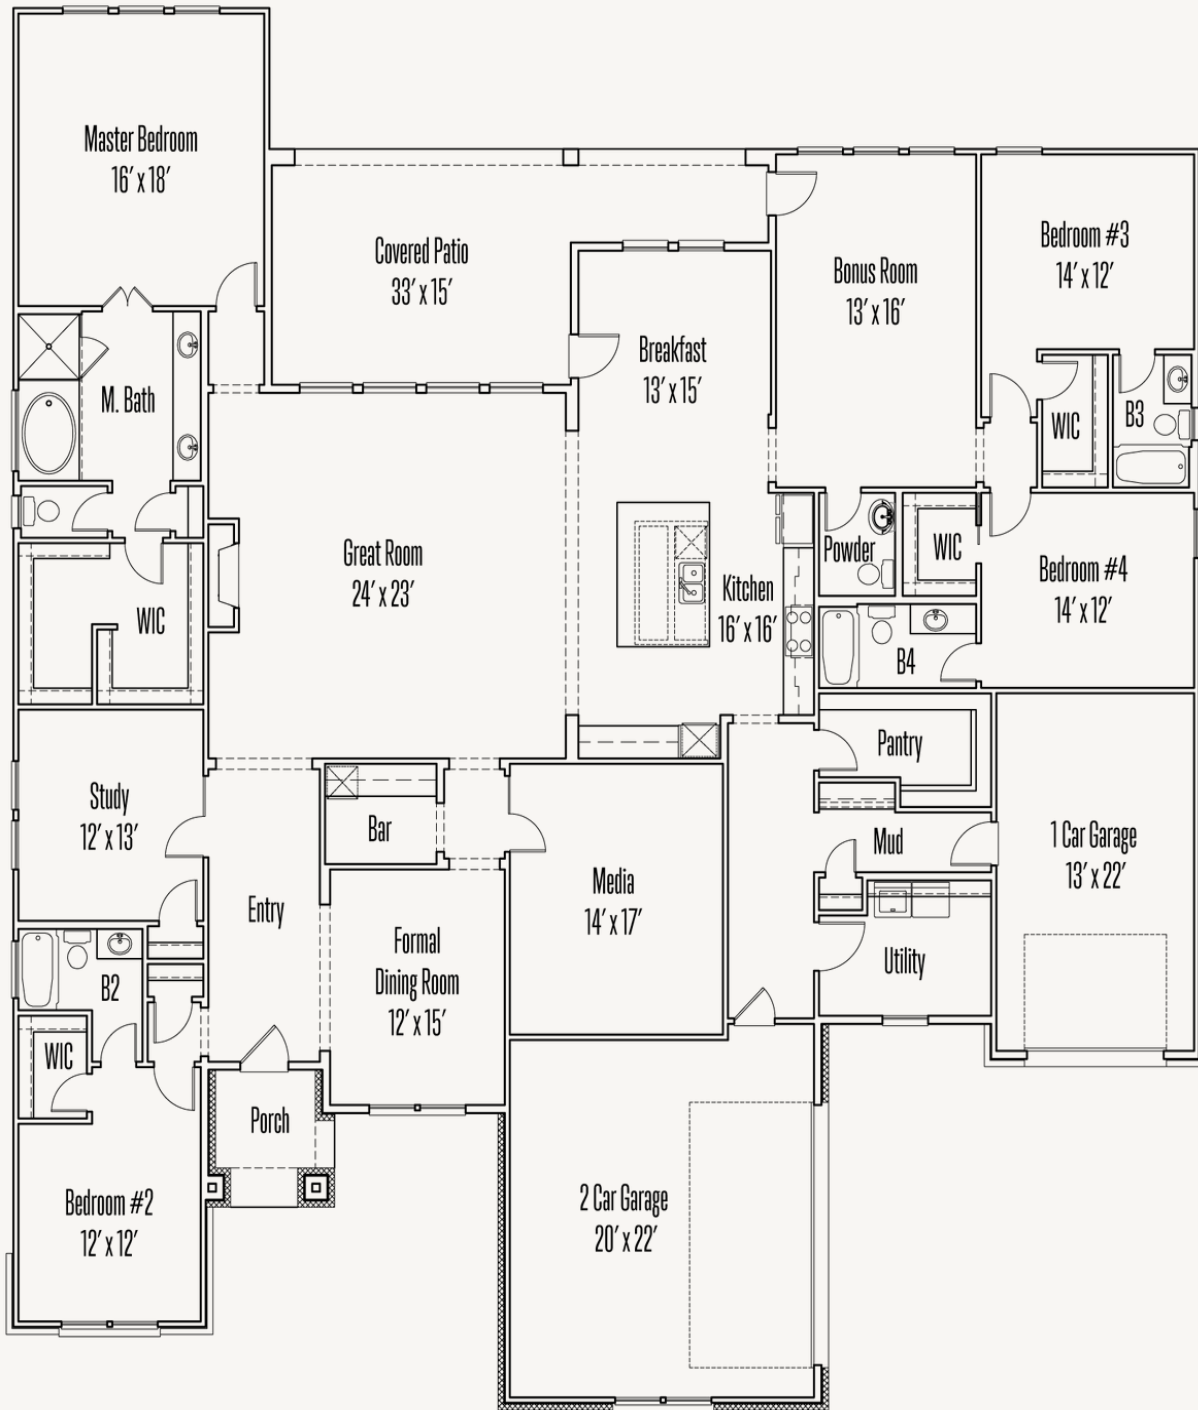 Master Bedroom
16' x 18'
Covered Patio
33' x 15'
Bonus Room
13' x 16'
Bedroom #3
14' x 12'
Breakfast
13' x 15'
M. Bath
WIC
B3
Great Room
24' x 23'
Kitchen
16' x 16'
Powder
WIC
Bedroom #4
14' x 12'
WIC
B4
Pantry
Study
12' x 13'
Bar
Mud
1 Car Garage
13' x 22'
Entry
Media
14' x 17'
Formal
Dining Room
12' x 15'
Utility
B2
WIC
Porch
Bedroom #2
12' x 12'
2 Car Garage
20' x 22'